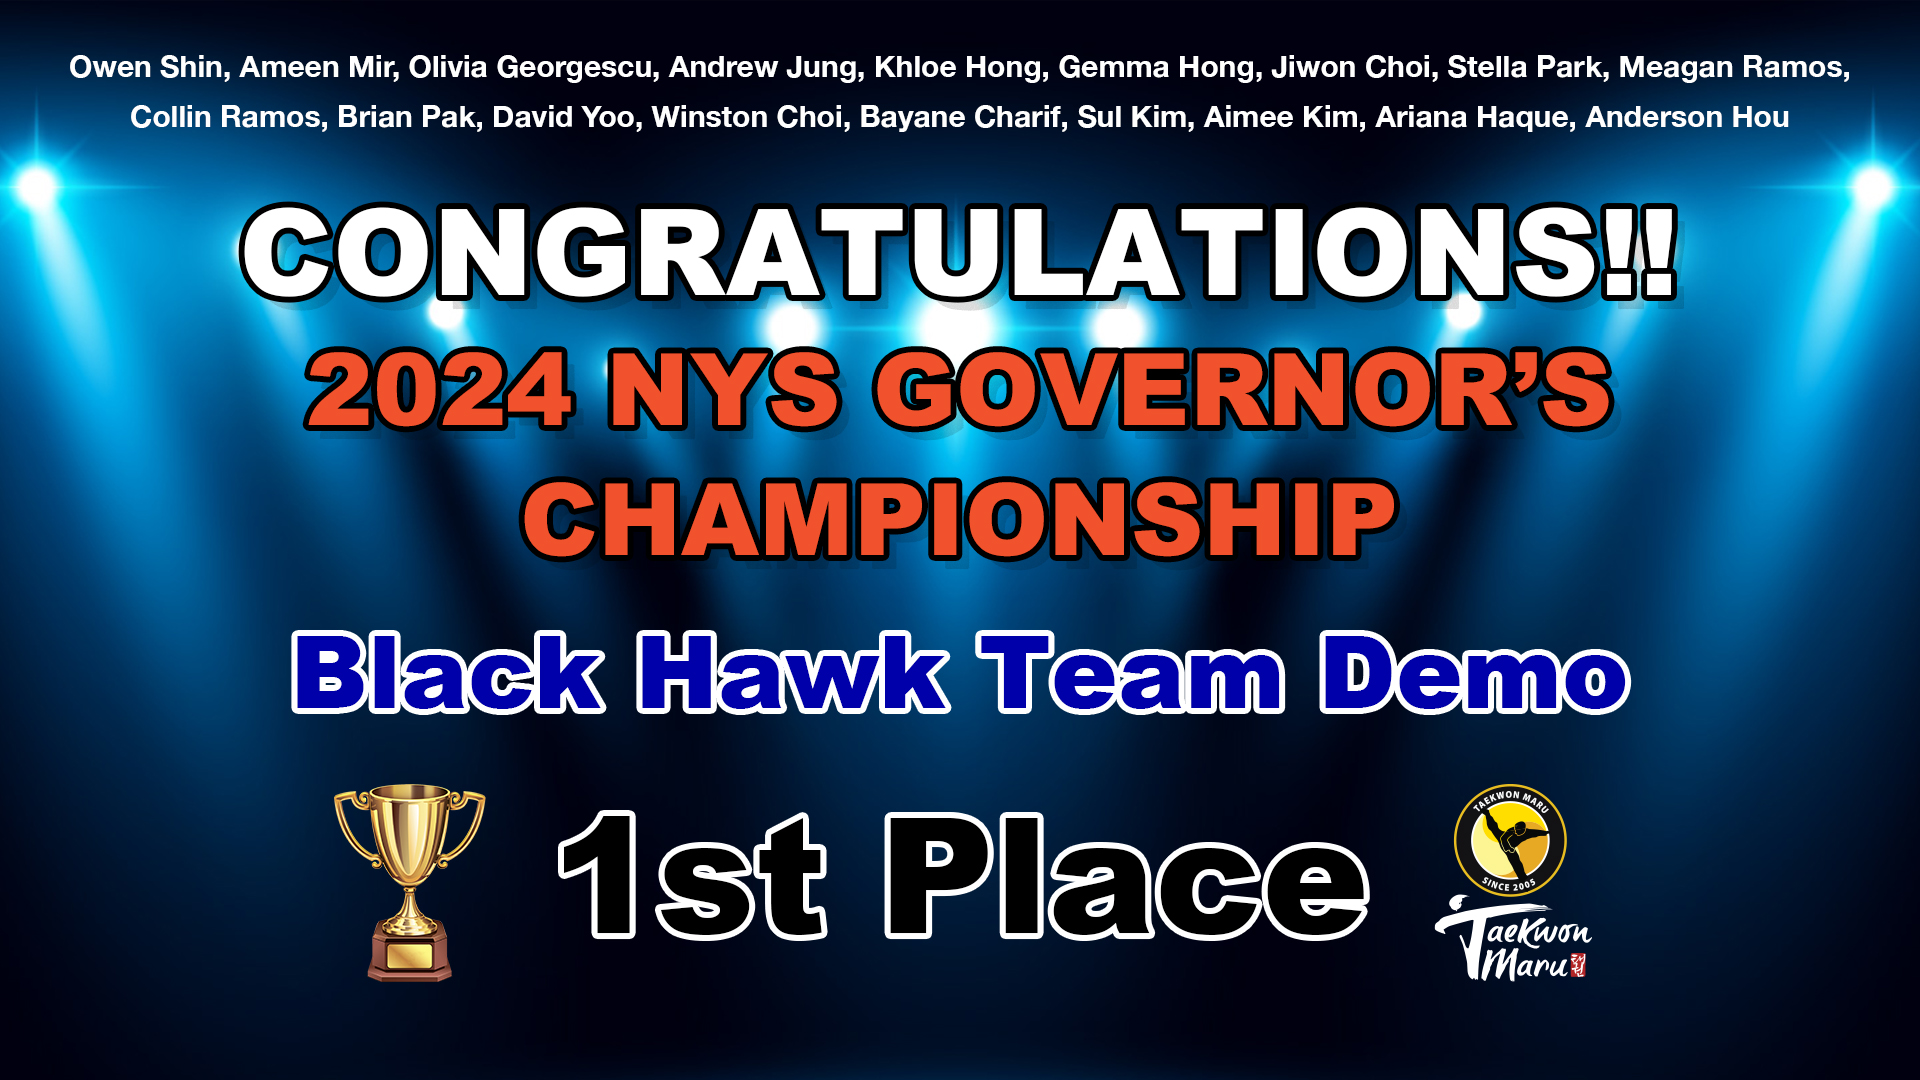 Owen Shin, Ameen Mir, Olivia Georgescu, Andrew Jung, Khloe Hong, Gemma Hong, Jiwon Choi, Stella Park, Meagan Ramos,
Collin Ramos, Brian Pak, David Yoo, Winston Choi, Bayane Charif, Sul Kim, Aimee Kim, Ariana Haque, Anderson Hou
CONGRATULATIONS!!
2024 NYS GOVERNOR’S
CHAMPIONSHIP
Black Hawk Team Demo
1st Place
TAEKWON MARU
SINCE 2005
Taekwon
Maru